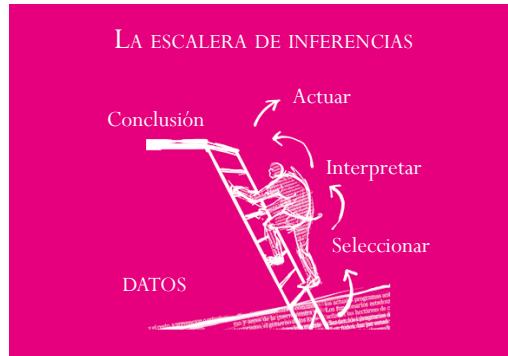 LA ESCALERA DE INFERENCIAS
Actuar
Conclusión
Interpretar
Seleccionar
DATOS